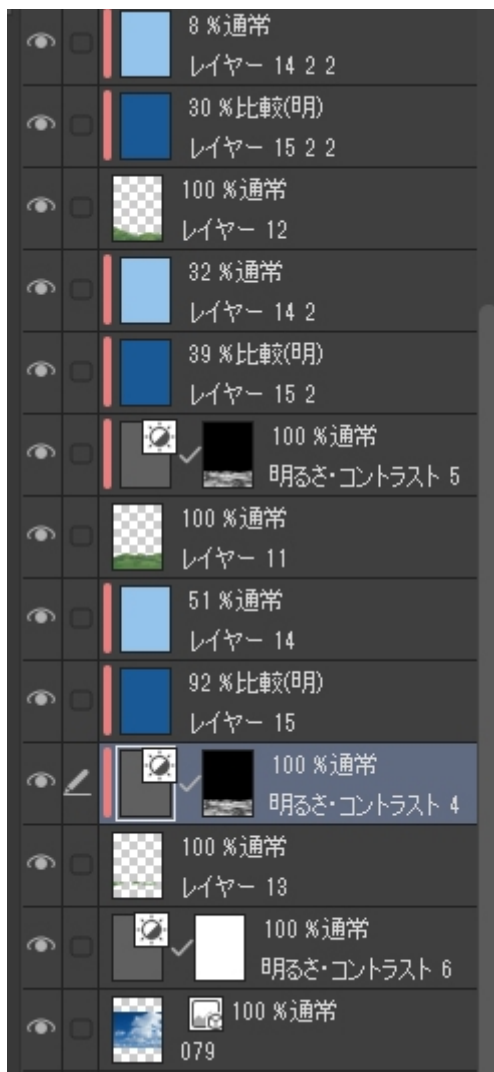 8 %通常
レイヤー 14 2 2
30 %比較(明)
レイヤー 15 2 2
100 %通常
レイヤー 12
32 %通常
レイヤー 14 2
39 %比較(明)
レイヤー 15 2
100 %通常
明るさ・コントラスト 5
100 %通常
レイヤー 11
51 %通常
レイヤー 14
92 %比較(明)
レイヤー 15
100 %通常
明るさ・コントラスト 4
100 %通常
レイヤー 13
100 %通常
明るさ・コントラスト 6
100 %通常
079